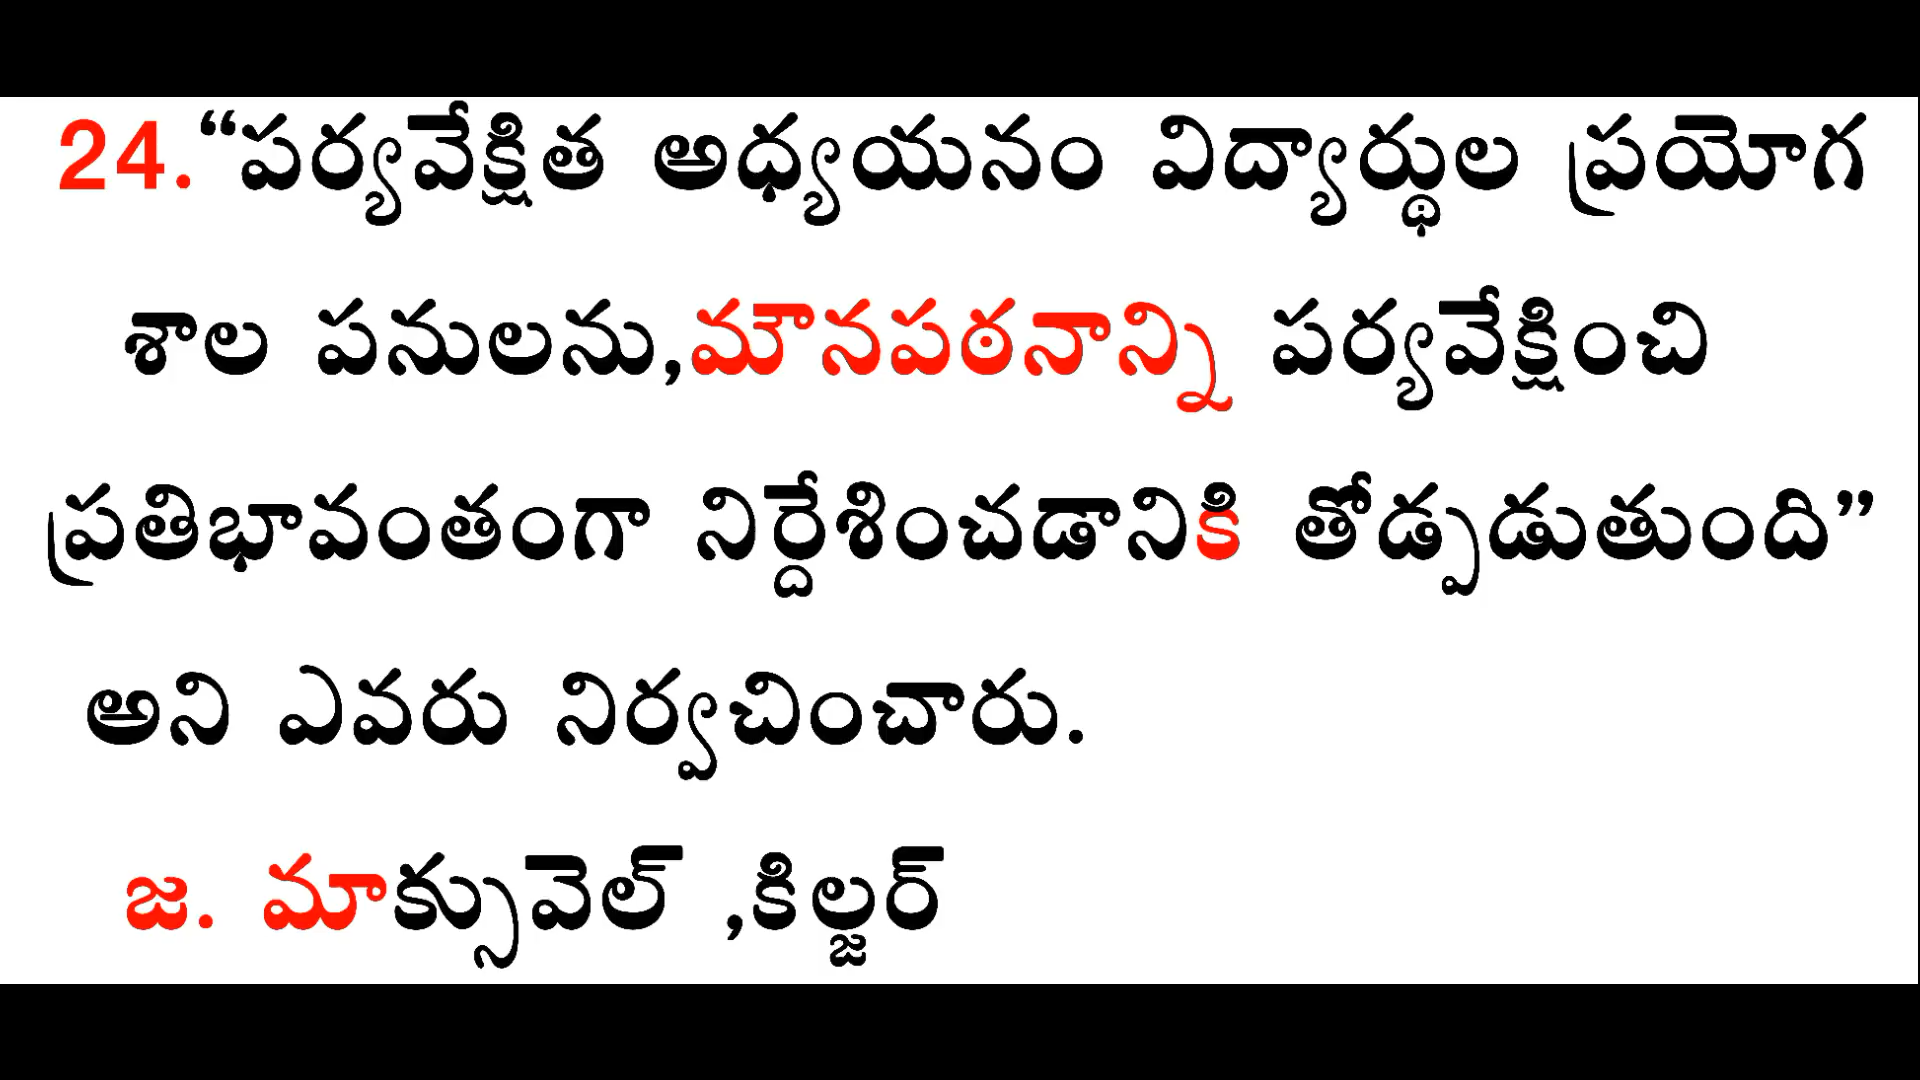 24.“పర్యవేక్షిత అధ్యయనం విద్యార్థుల ప్రయోగ
శాల పనులను,మౌనపఠనాన్ని పర్యవేక్షించి
ప్రతిభావంతంగా నిర్దేశించడానికి తోడ్పడుతుంది”
అని ఎవరు నిర్వచించారు.
జ. మాక్సువెల్ ,కిల్జర్